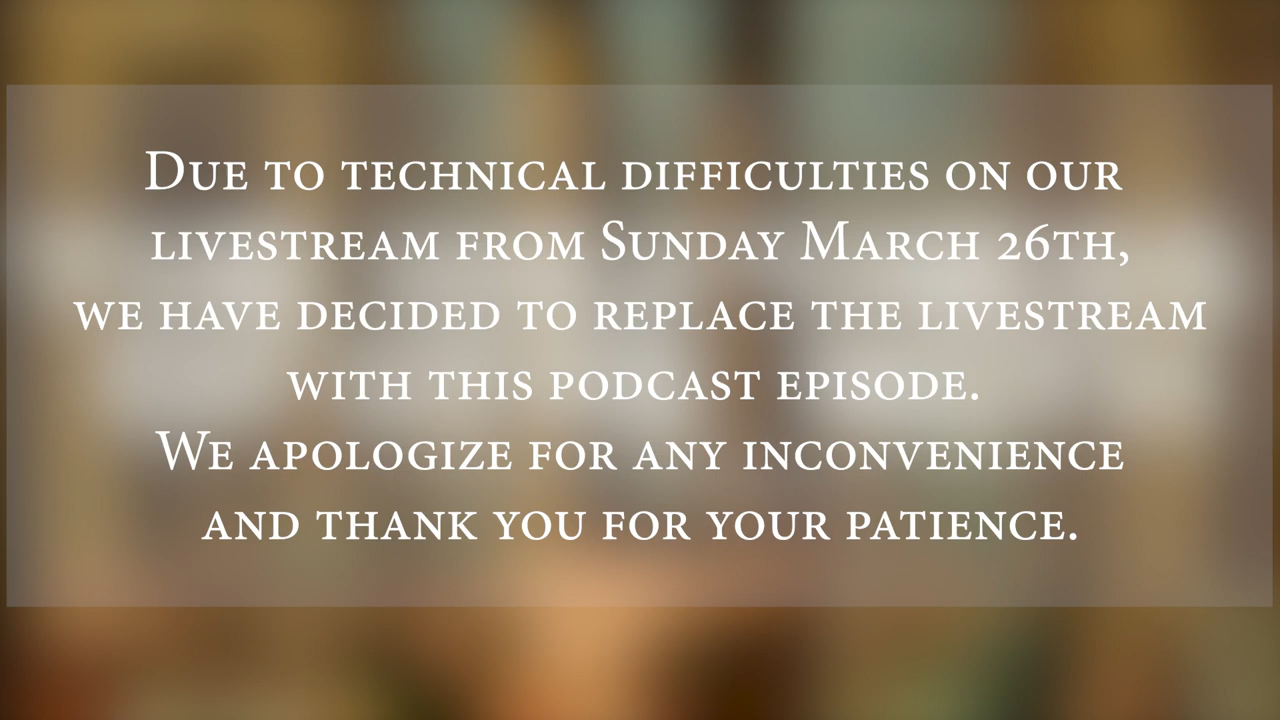 Due to technical difficulties on our
livestream from Sunday March 26th,
we have decided to replace the livestream
with this podcast episode.
We apologize for any inconvenience
and thank you for your patience.